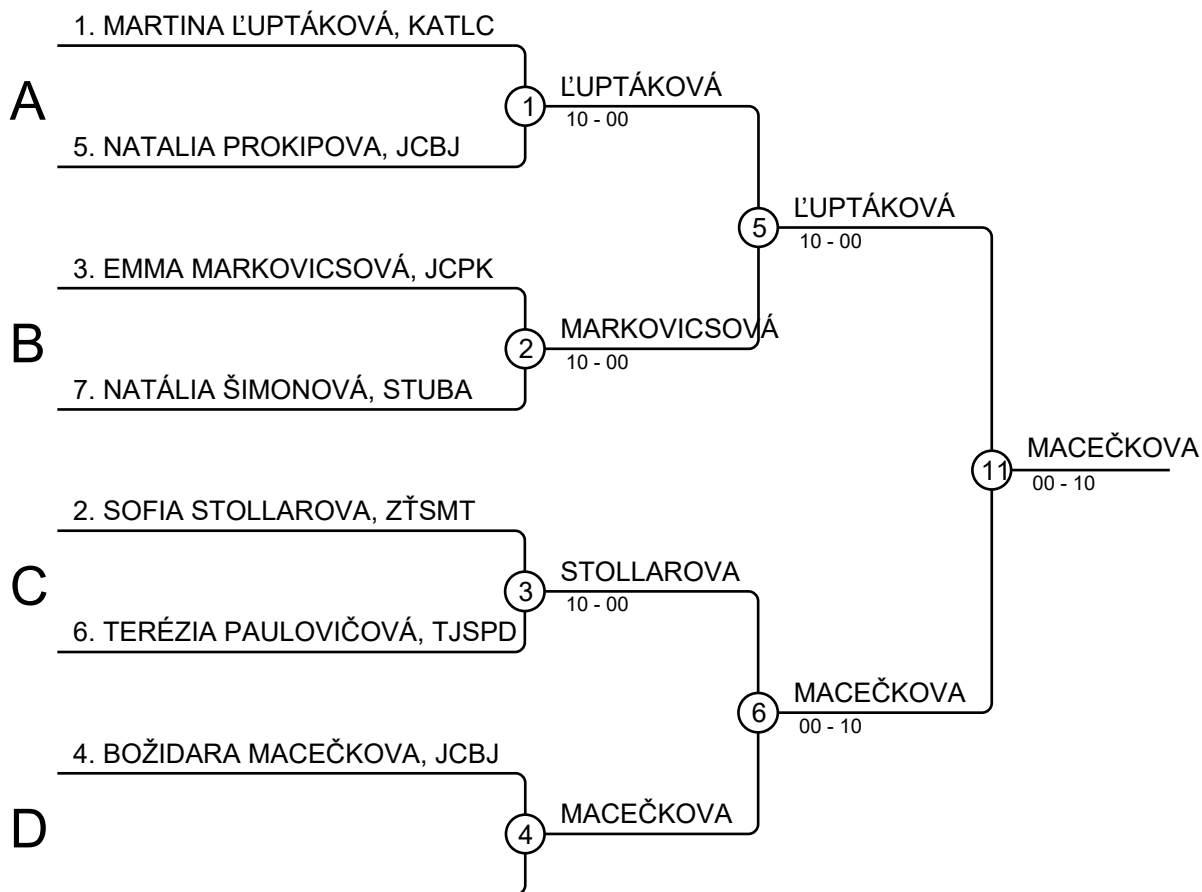 1. MARTINA ĽUPTÁKOVÁ, KATLC
A
1
ĽUPTÁKOVÁ
10 - 00
5. NATALIA PROKIPOVA, JCBJ
5
ĽUPTÁKOVÁ
10 - 00
3. EMMA MARKOVICSOVÁ, JCPK
B
2
MARKOVICSOVÁ
10 - 00
7. NATÁLIA ŠIMONOVÁ, STUBA
11
MACEČKOVA
00 - 10
2. SOFIA STOLLAROVA, ZŤSMT
C
3
STOLLAROVA
10 - 00
6. TERÉZIA PAULOVIČOVÁ, TJSPD
6
MACEČKOVA
00 - 10
4. BOŽIDARA MACEČKOVA, JCBJ
D
4
MACEČKOVA